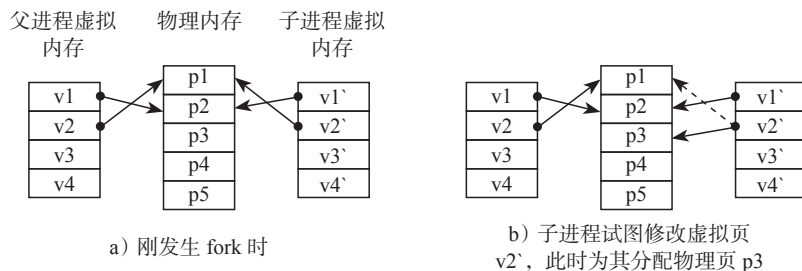 父进程虚拟内存
物理内存
子进程虚拟内存
v1
v2
v3
v4
p1
p2
p3
p4
p5
v1`
v2`
v3`
v4`
a）刚发生 fork 时
v1
v2
v3
v4
p1
p2
p3
p4
p5
v1`
v2`
v3`
v4`
b）子进程试图修改虚拟页
v2`，此时为其分配物理页 p3